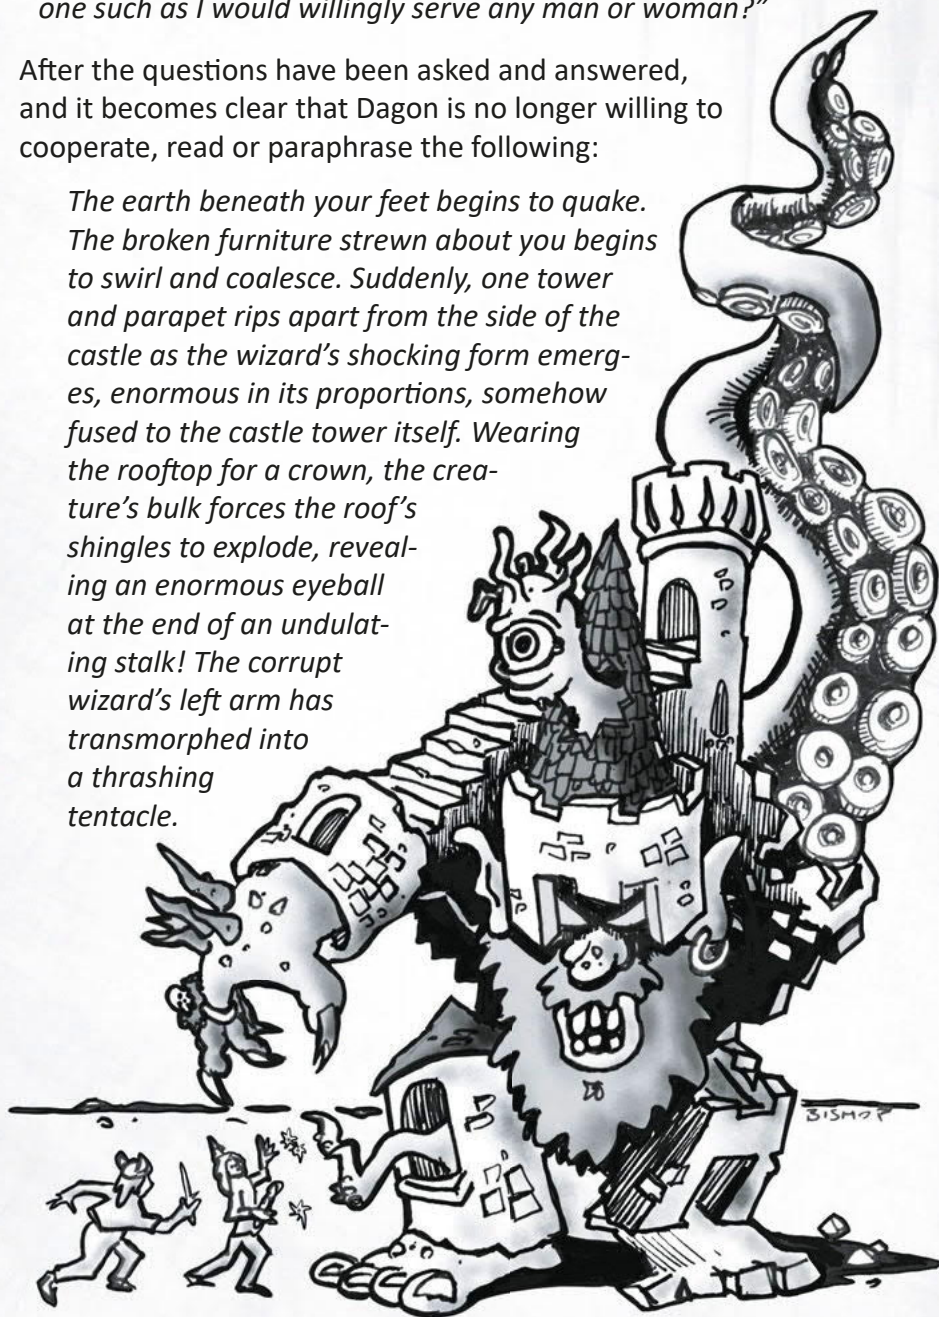 one such as I would willingly serve any man or woman?”
After the questions have been asked and answered,
and it becomes clear that Dagon is no longer willing to
cooperate, read or paraphrase the following:
The earth beneath your feet begins to quake.
The broken furniture strewn about you begins
to swirl and coalesce. Suddenly, one tower
and parapet rips apart from the side of the
castle as the wizard’s shocking form emerg-
es, enormous in its proportions, somehow
fused to the castle tower itself. Wearing
the rooftop for a crown, the crea-
ture’s bulk forces the roof’s
shingles to explode, reveal-
ing an enormous eyeball
at the end of an undulat-
ing stalk! The corrupt
wizard’s left arm has
transmorphed into
a thrashing
tentacle.
BISHOP